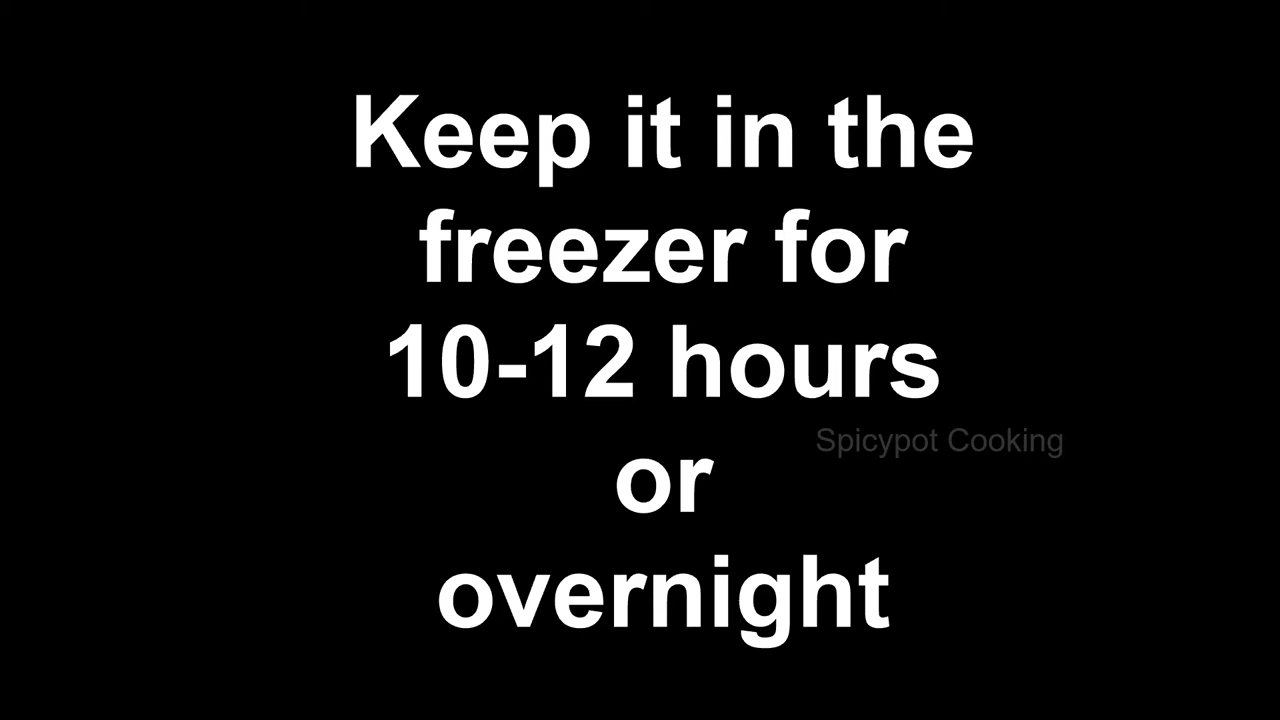 Keep it in the
freezer for
10-12 hours
Spicypot Cooking
or
overnight